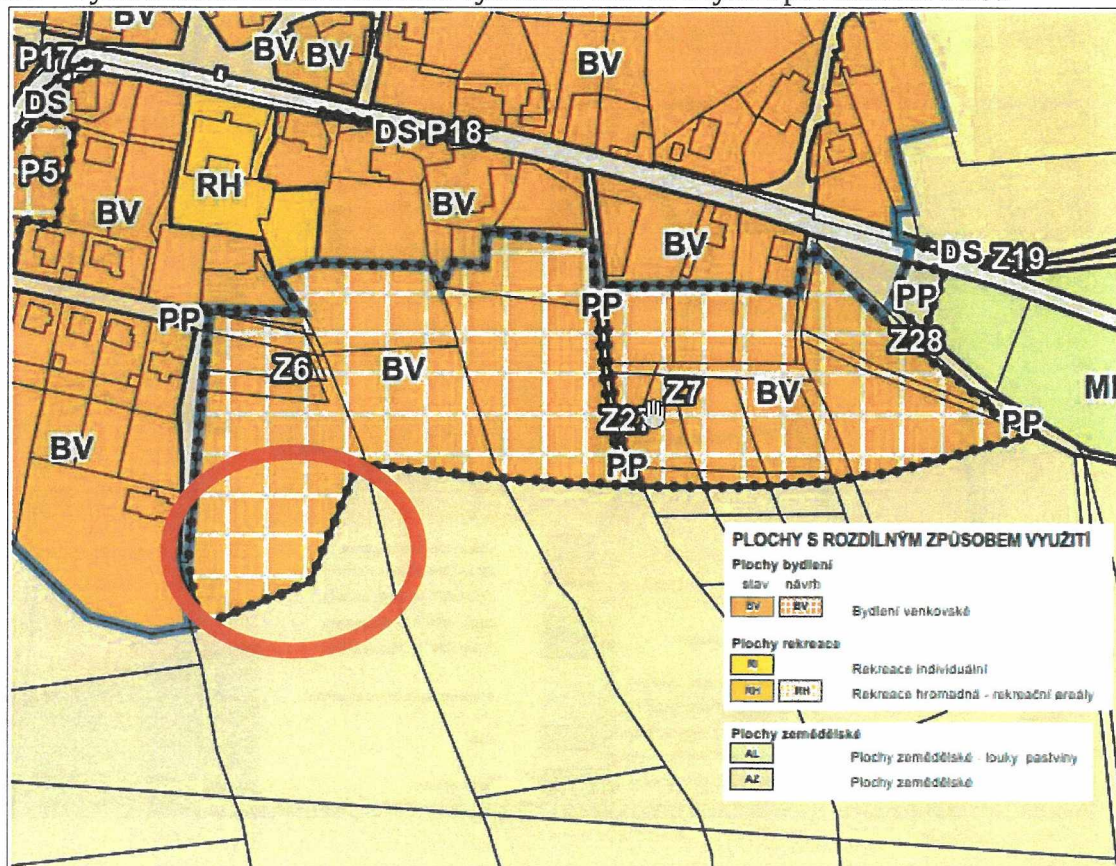 BV
BV
BV
BV
P17
DS
DS P18
P5
RH
BV
BV
BV
DS Z19
PP
PP
PP
Z28
Z6
BV
Z7
BV
PP
BV
PP
PLOCHY S ROZDÍLNÝM ZPŮSOBEM VYUŽITÍ
Plochy bydlení
stav návrh
BV BV Bydlení venkovské
Plochy rekreace
RI Rekreace individuální
RH RH Rekreace hromadná - rekreační areály
Plochy zemědělské
AL Plochy zemědělské - louky pastviny
AZ Plochy zemědělské